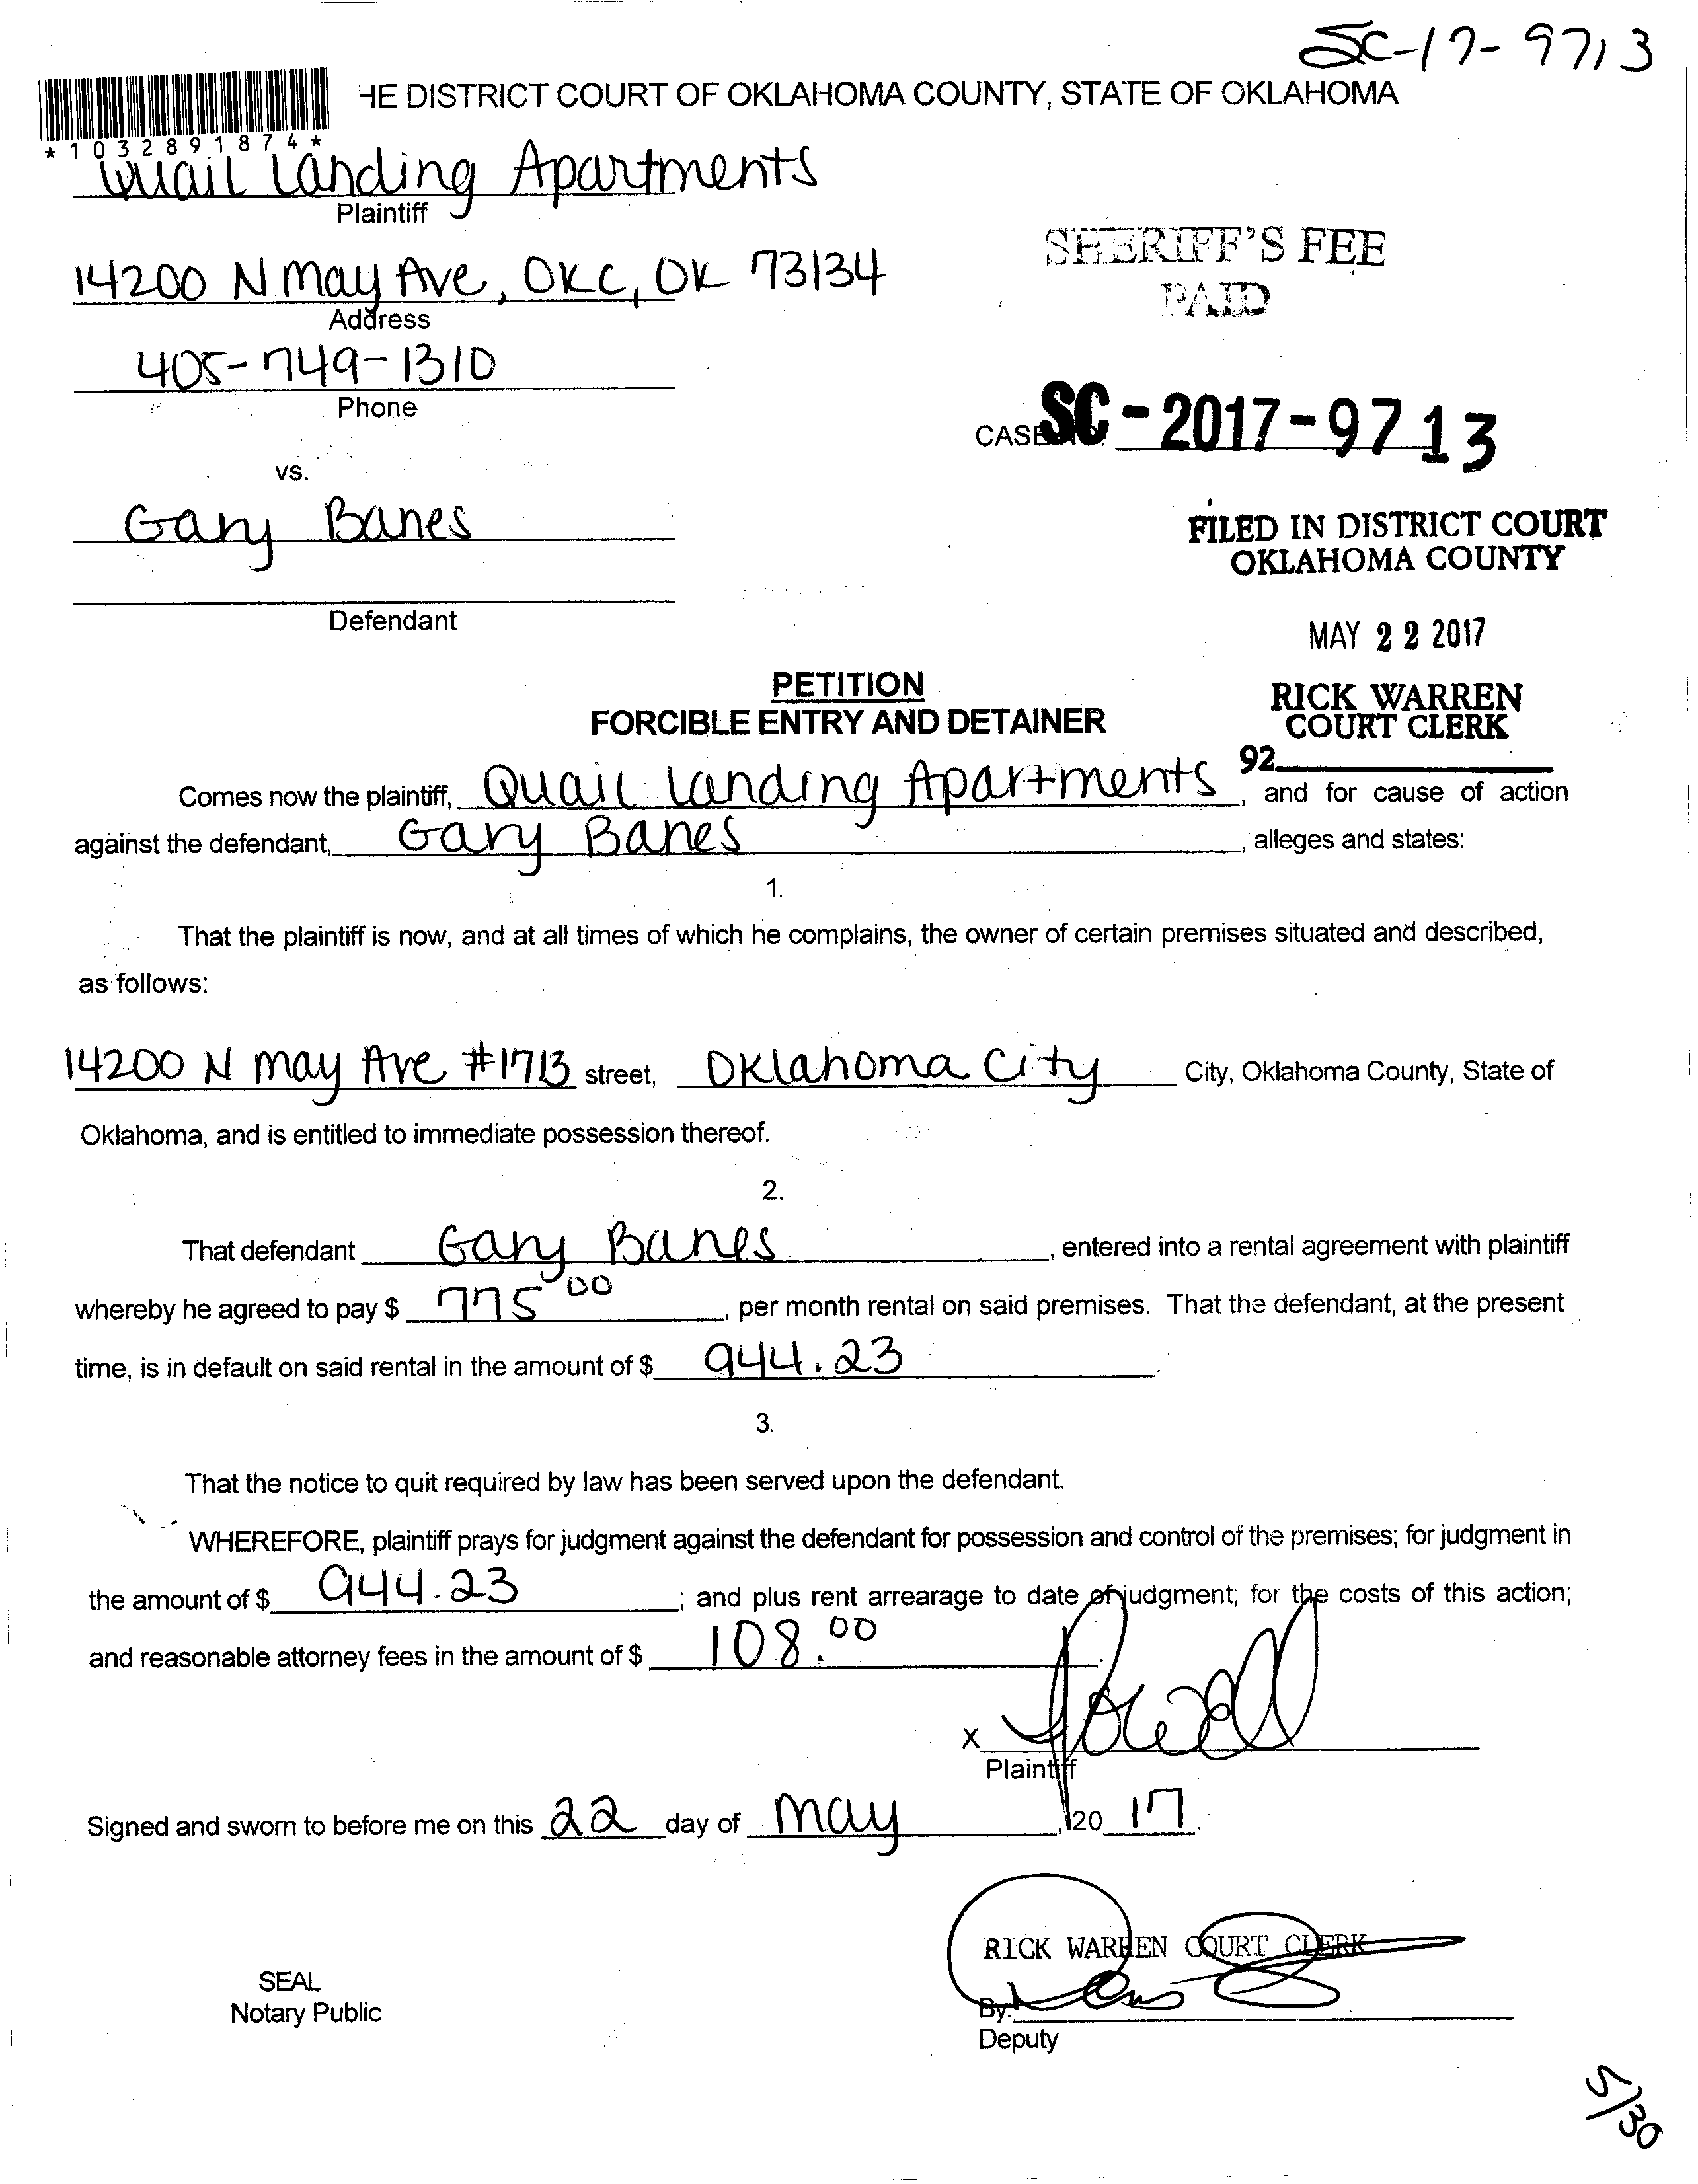 SC-17-9713
HE DISTRICT COURT OF OKLAHOMA COUNTY, STATE OF OKLAHOMA
*1032891874*
Quail Landing Apartments
Plaintiff
14200 N May Ave, OKC, OK 73134
Address
405-749-1310
Phone
SHERIFF'S FEE
PAID
CASE NO. SC-2017-9713
vs.
Gary Banes
Defendant
FILED IN DISTRICT COURT
OKLAHOMA COUNTY
MAY 22 2017
RICK WARREN
COURT CLERK
92
PETITION
FORCIBLE ENTRY AND DETAINER
Comes now the plaintiff, Quail Landing Apartments, and for cause of action
against the defendant, Gary Banes, alleges and states:
1.
That the plaintiff is now, and at all times of which he complains, the owner of certain premises situated and described,
as follows:
14200 N May Ave #1713 street, Oklahoma City City, Oklahoma County, State of
Oklahoma, and is entitled to immediate possession thereof.
2.
That defendant Gary Banes, entered into a rental agreement with plaintiff
whereby he agreed to pay $ 775 00, per month rental on said premises. That the defendant, at the present
time, is in default on said rental in the amount of $ 944.23.
3.
That the notice to quit required by law has been served upon the defendant.
WHEREFORE, plaintiff prays for judgment against the defendant for possession and control of the premises; for judgment in
the amount of $ 944.23; and plus rent arrearage to date of judgment; for the costs of this action;
and reasonable attorney fees in the amount of $ 108.00.
X
Plaintiff
Signed and sworn to before me on this 22 day of May, 20 17.
RICK WARREN COURT CLERK
SEAL
Notary Public
By:
Deputy
5/30